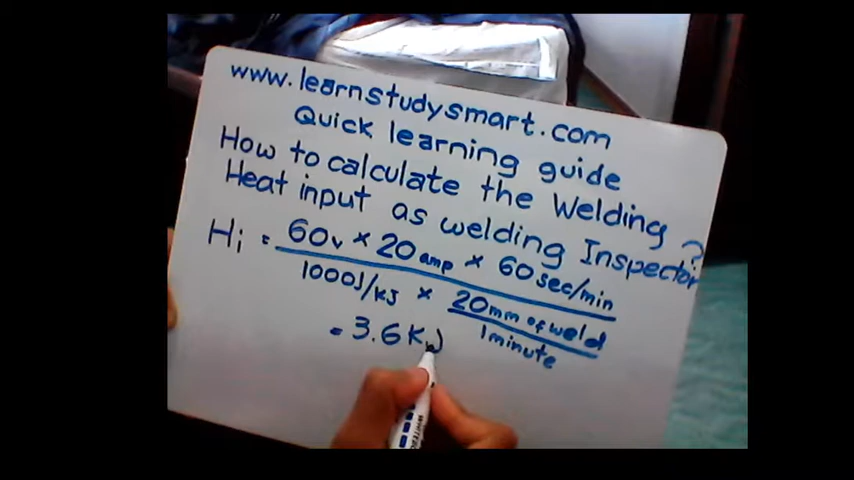 www.learnstudysmart.com
Quick learning guide
How to calculate the Welding
Heat input as welding Inspector?
Hi = 60v × 20amp × 60sec/min
1000J/KJ × 20mm of weld
1minute
= 3.6KJ